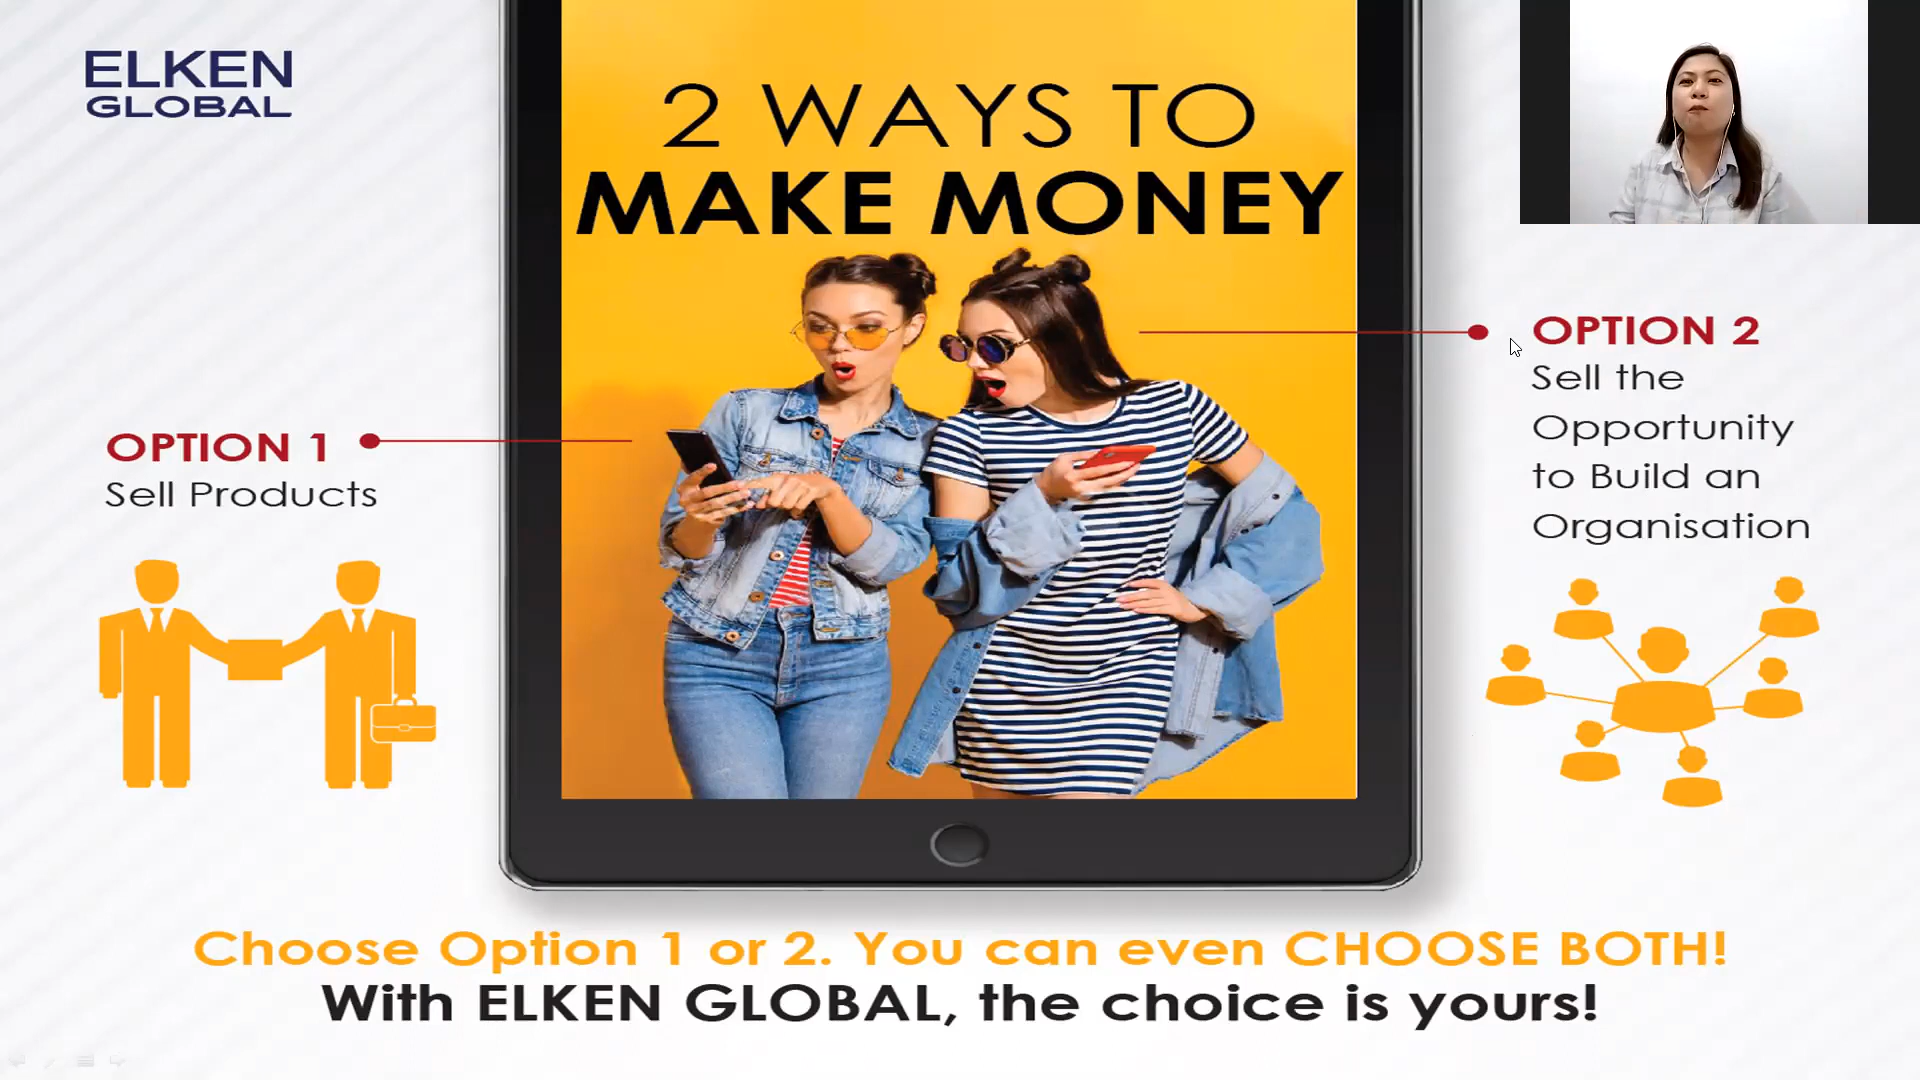 ELKEN
GLOBAL
2 WAYS TO
MAKE MONEY
OPTION 1
Sell Products
OPTION 2
Sell the
Opportunity
to Build an
Organisation
Choose Option 1 or 2. You can even CHOOSE BOTH!
With ELKEN GLOBAL, the choice is yours!